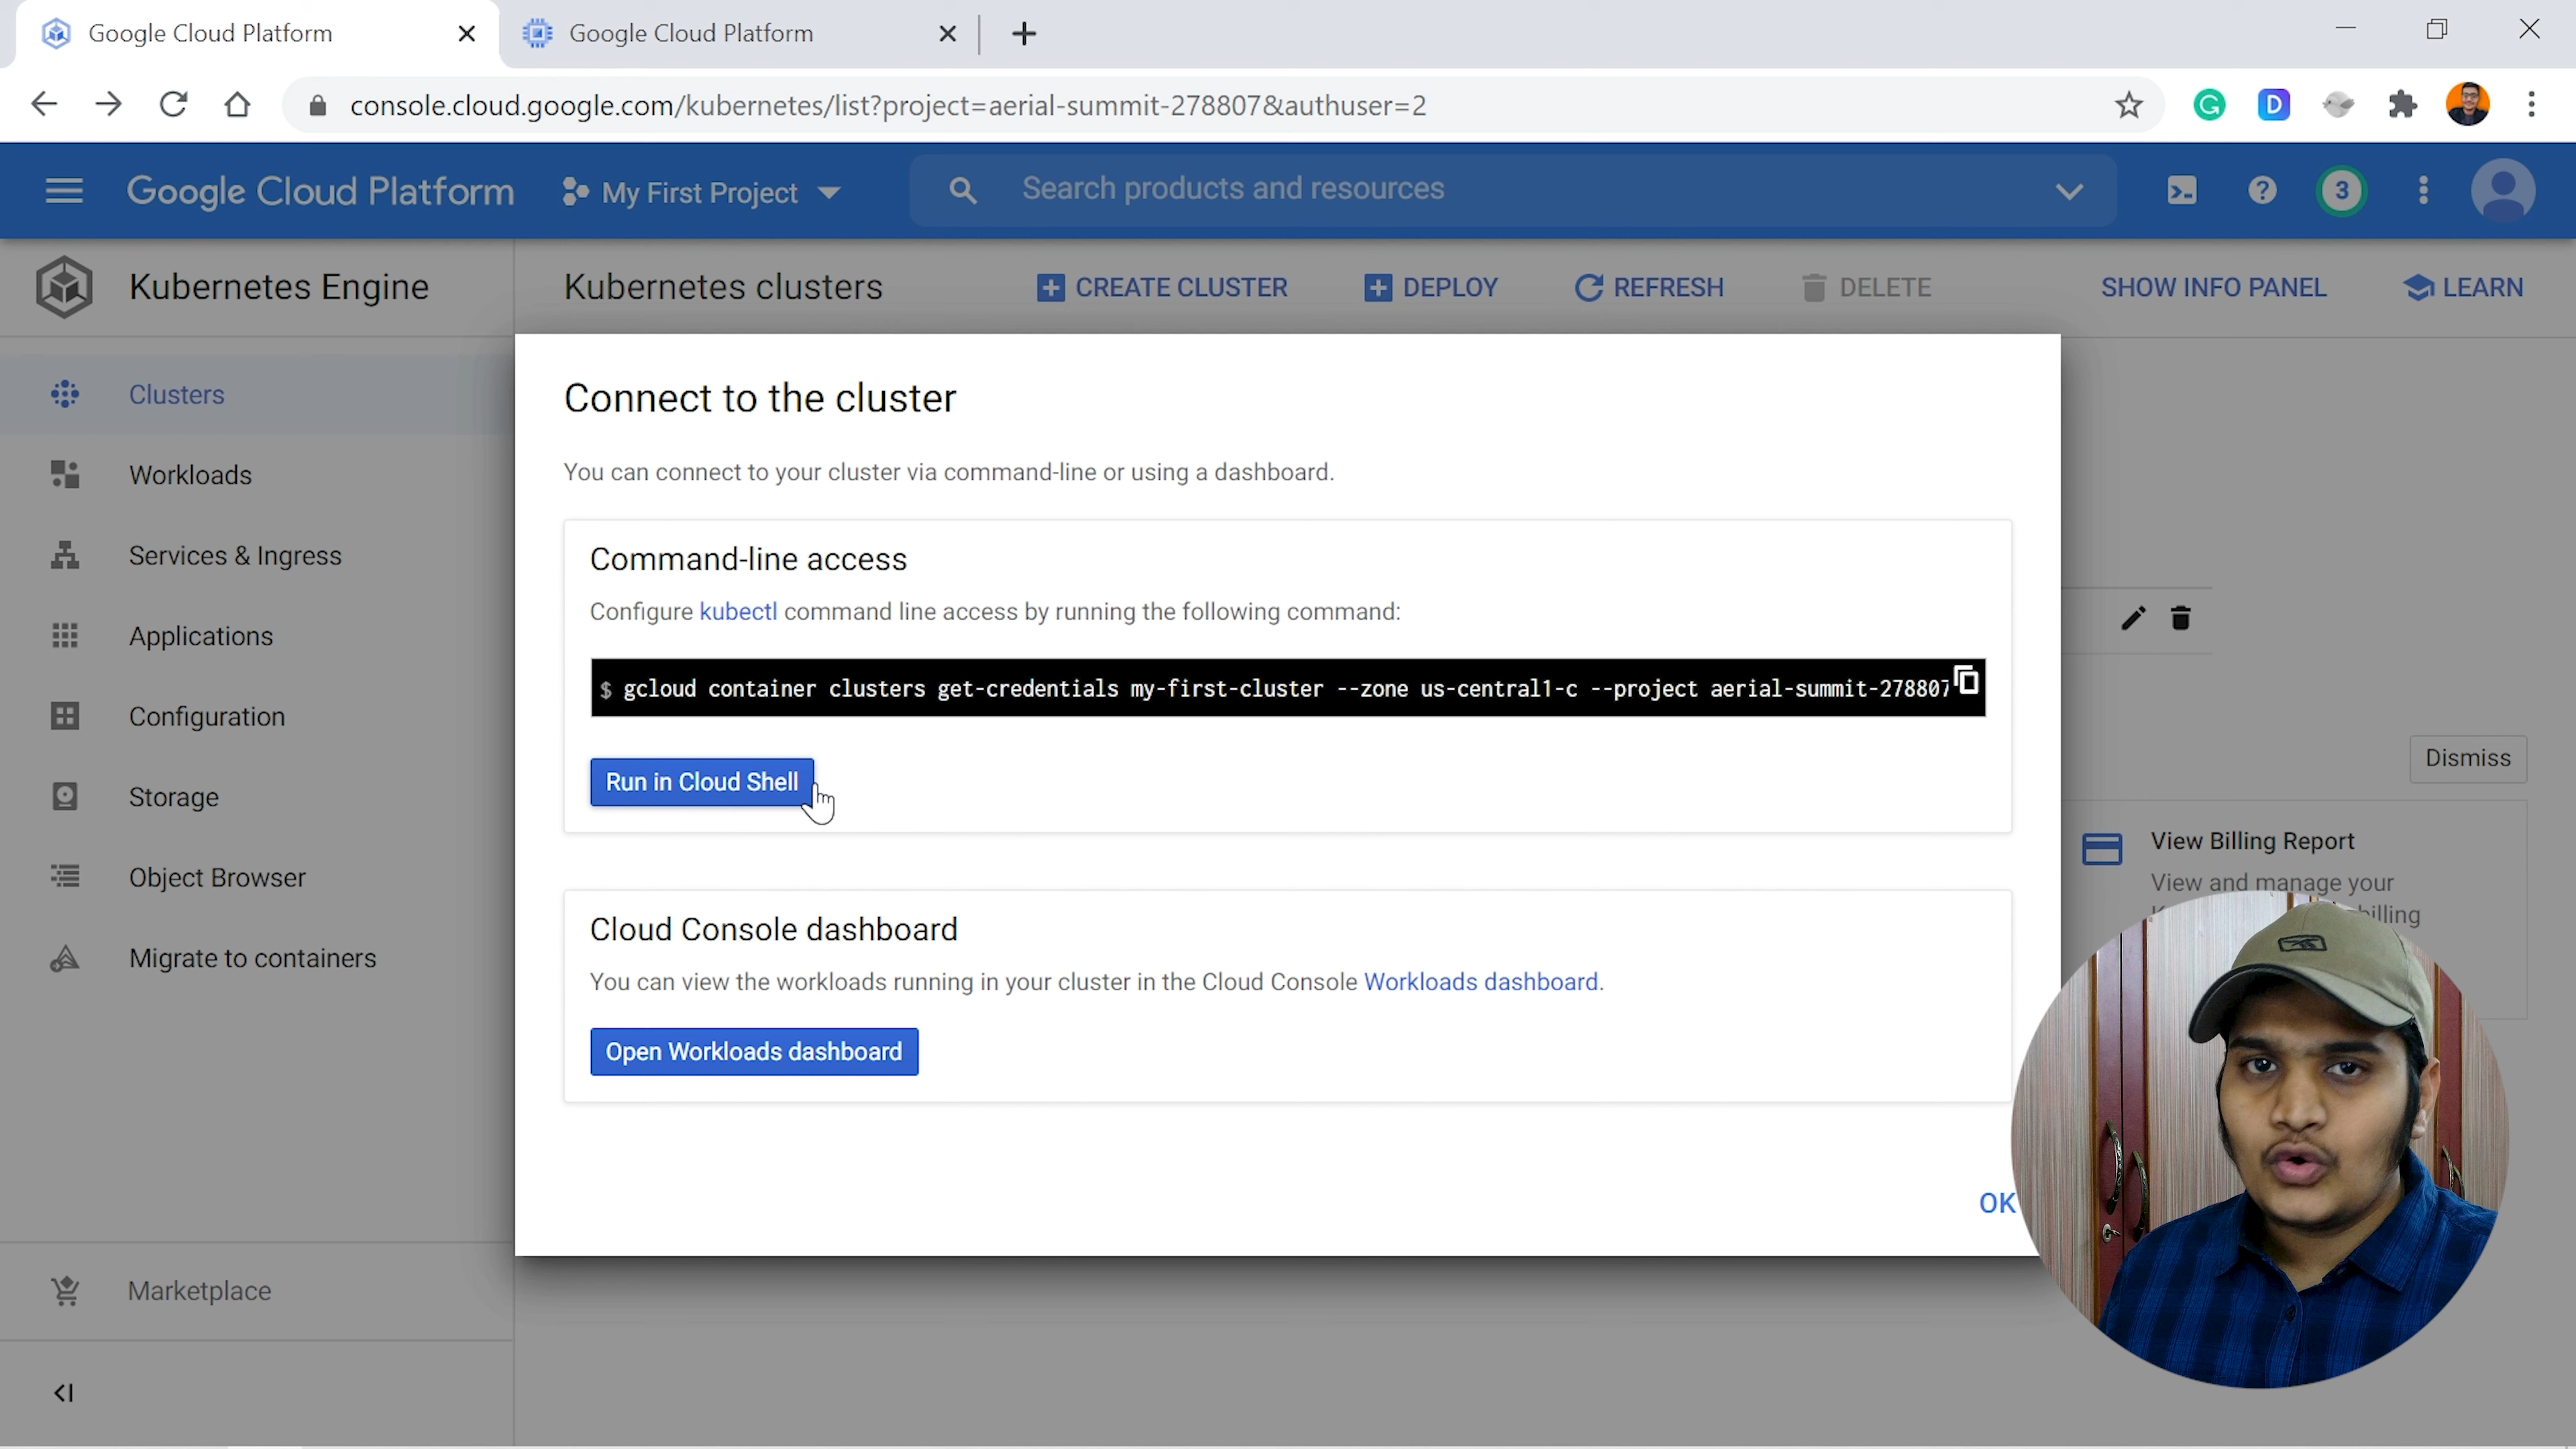 Google Cloud Platform
Google Cloud Platform
console.cloud.google.com/kubernetes/list?project=aerial-summit-278807&authuser=2
Google Cloud Platform
My First Project
Search products and resources
3
Kubernetes Engine
Kubernetes clusters
CREATE CLUSTER
DEPLOY
REFRESH
DELETE
SHOW INFO PANEL
LEARN
Clusters
Workloads
Services & Ingress
Applications
Configuration
Storage
Object Browser
Migrate to containers
Marketplace
Connect to the cluster
You can connect to your cluster via command-line or using a dashboard.
Command-line access
Configure kubectl command line access by running the following command:
$ gcloud container clusters get-credentials my-first-cluster --zone us-central1-c --project aerial-summit-278807
Run in Cloud Shell
Cloud Console dashboard
You can view the workloads running in your cluster in the Cloud Console Workloads dashboard.
Open Workloads dashboard
OK
Dismiss
View Billing Report
View and manage your
billing